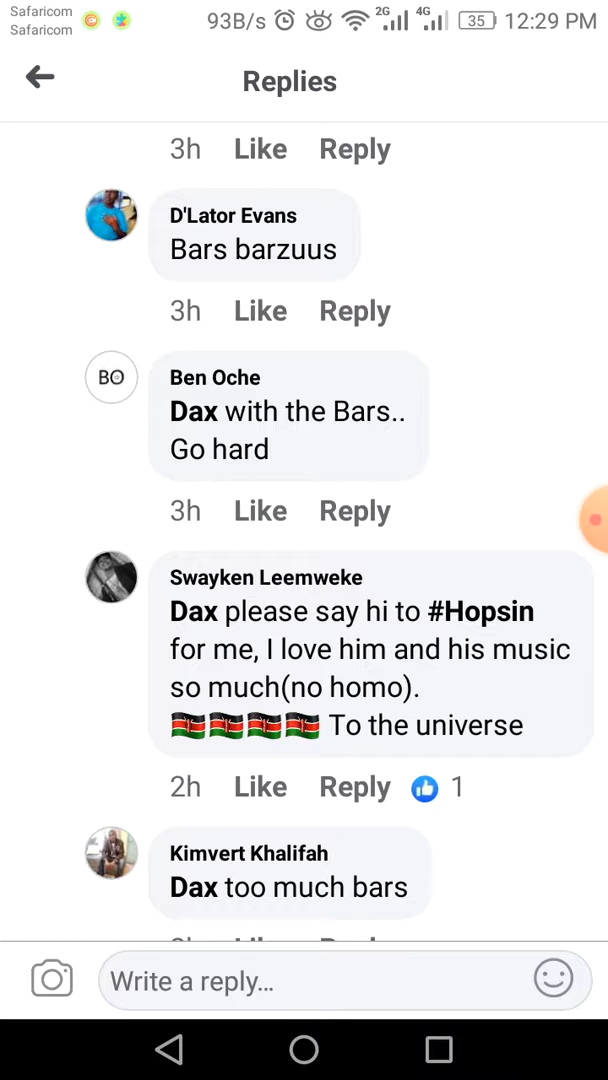 Safaricom
Safaricom
93B/s 2G 4G 35 12:29 PM
Replies
3h Like Reply
D'Lator Evans
Bars barzuus
3h Like Reply
BO
Ben Oche
Dax with the Bars..
Go hard
3h Like Reply
Swayken Leemweke
Dax please say hi to #Hopsin
for me, I love him and his music
so much(no homo).
🇰🇪🇰🇪🇰🇪🇰🇪 To the universe
2h Like Reply 1
Kimvert Khalifah
Dax too much bars
Write a reply...